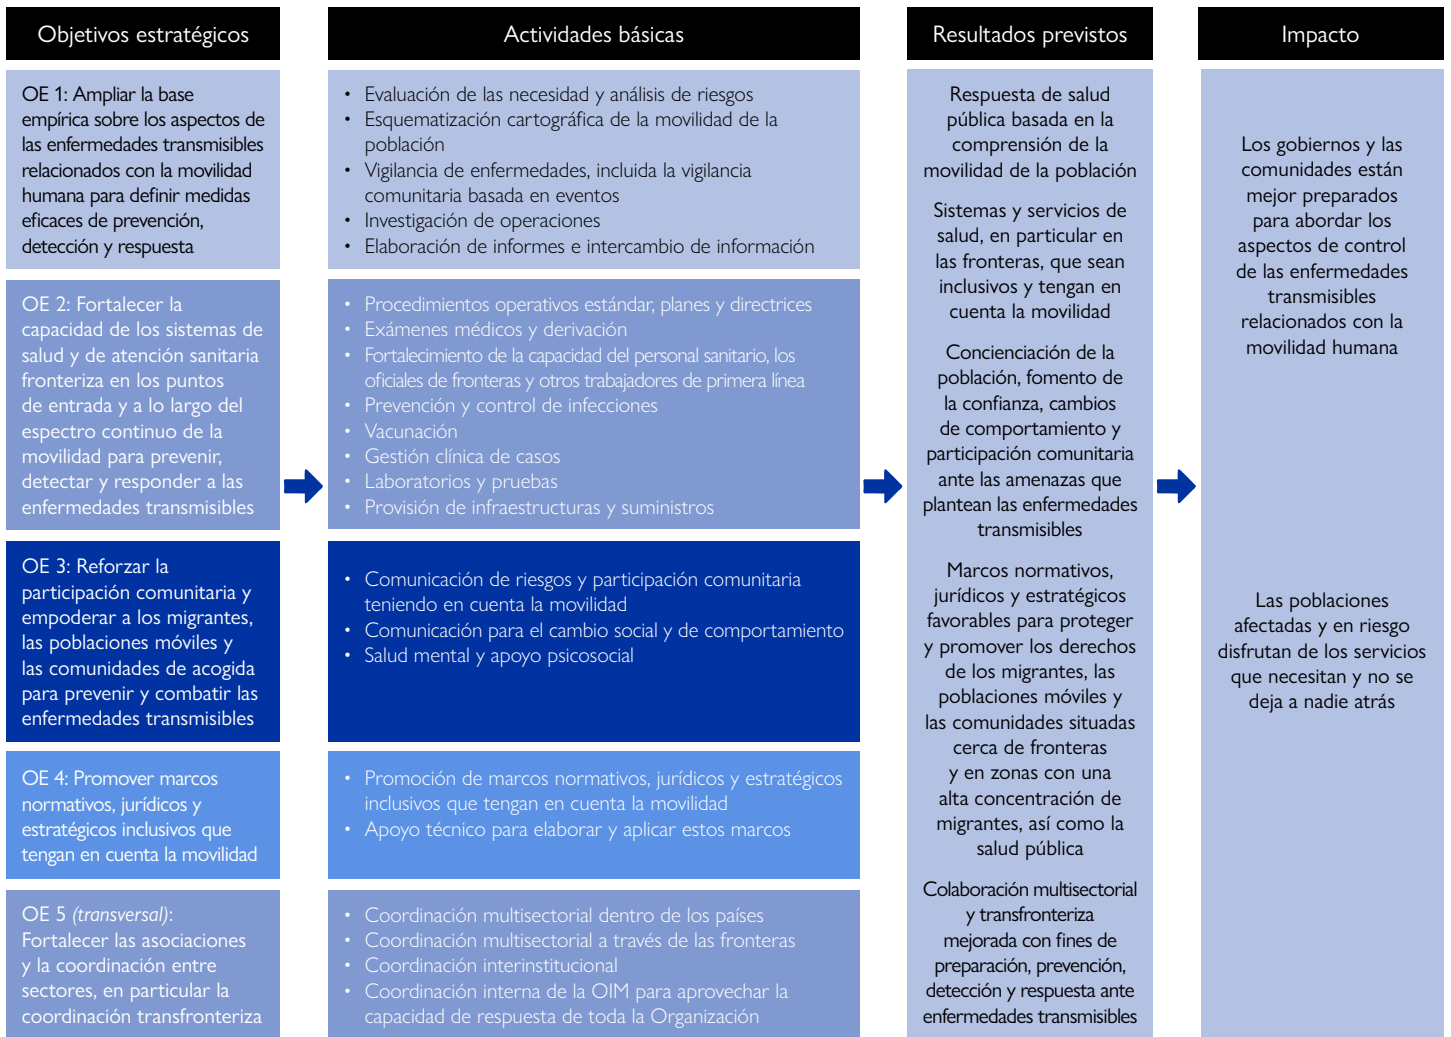 Objetivos estratégicos
OE 1: Ampliar la base
empírica sobre los aspectos de
las enfermedades transmisibles
relacionados con la movilidad
humana para definir medidas
eficaces de prevención,
detección y respuesta
OE 2: Fortalecer la
capacidad de los sistemas de
salud y de atención sanitaria
fronteriza en los puntos
de entrada y a lo largo del
espectro continuo de la
movilidad para prevenir,
detectar y responder a las
enfermedades transmisibles
OE 3: Reforzar la
participación comunitaria y
empoderar a los migrantes,
las poblaciones móviles y
las comunidades de acogida
para prevenir y combatir las
enfermedades transmisibles
OE 4: Promover marcos
normativos, jurídicos y
estratégicos inclusivos que
tengan en cuenta la movilidad
OE 5 (transversal):
Fortalecer las asociaciones
y la coordinación entre
sectores, en particular la
coordinación transfronteriza
Actividades básicas
• Evaluación de las necesidad y análisis de riesgos
• Esquematización cartográfica de la movilidad de la
población
• Vigilancia de enfermedades, incluida la vigilancia
comunitaria basada en eventos
• Investigación de operaciones
• Elaboración de informes e intercambio de información
• Procedimientos operativos estándar, planes y directrices
• Exámenes médicos y derivación
• Fortalecimiento de la capacidad del personal sanitario, los
oficiales de fronteras y otros trabajadores de primera línea
• Prevención y control de infecciones
• Vacunación
• Gestión clínica de casos
• Laboratorios y pruebas
• Provisión de infraestructuras y suministros
• Comunicación de riesgos y participación comunitaria
teniendo en cuenta la movilidad
• Comunicación para el cambio social y de comportamiento
• Salud mental y apoyo psicosocial
• Promoción de marcos normativos, jurídicos y estratégicos
inclusivos que tengan en cuenta la movilidad
• Apoyo técnico para elaborar y aplicar estos marcos
• Coordinación multisectorial dentro de los países
• Coordinación multisectorial a través de las fronteras
• Coordinación interinstitucional
• Coordinación interna de la OIM para aprovechar la
capacidad de respuesta de toda la Organización
Resultados previstos
Respuesta de salud
pública basada en la
comprensión de la
movilidad de la población
Sistemas y servicios de
salud, en particular en
las fronteras, que sean
inclusivos y tengan en
cuenta la movilidad
Concienciación de la
población, fomento de
la confianza, cambios
de comportamiento y
participación comunitaria
ante las amenazas que
plantean las enfermedades
transmisibles
Marcos normativos,
jurídicos y estratégicos
favorables para proteger
y promover los derechos
de los migrantes, las
poblaciones móviles y
las comunidades situadas
cerca de fronteras
y en zonas con una
alta concentración de
migrantes, así como la
salud pública
Colaboración multisectorial
y transfronteriza
mejorada con fines de
preparación, prevención,
detección y respuesta ante
enfermedades transmisibles
Impacto
Los gobiernos y las
comunidades están
mejor preparados
para abordar los
aspectos de control
de las enfermedades
transmisibles
relacionados con la
movilidad humana
Las poblaciones
afectadas y en riesgo
disfrutan de los servicios
que necesitan y no se
deja a nadie atrás